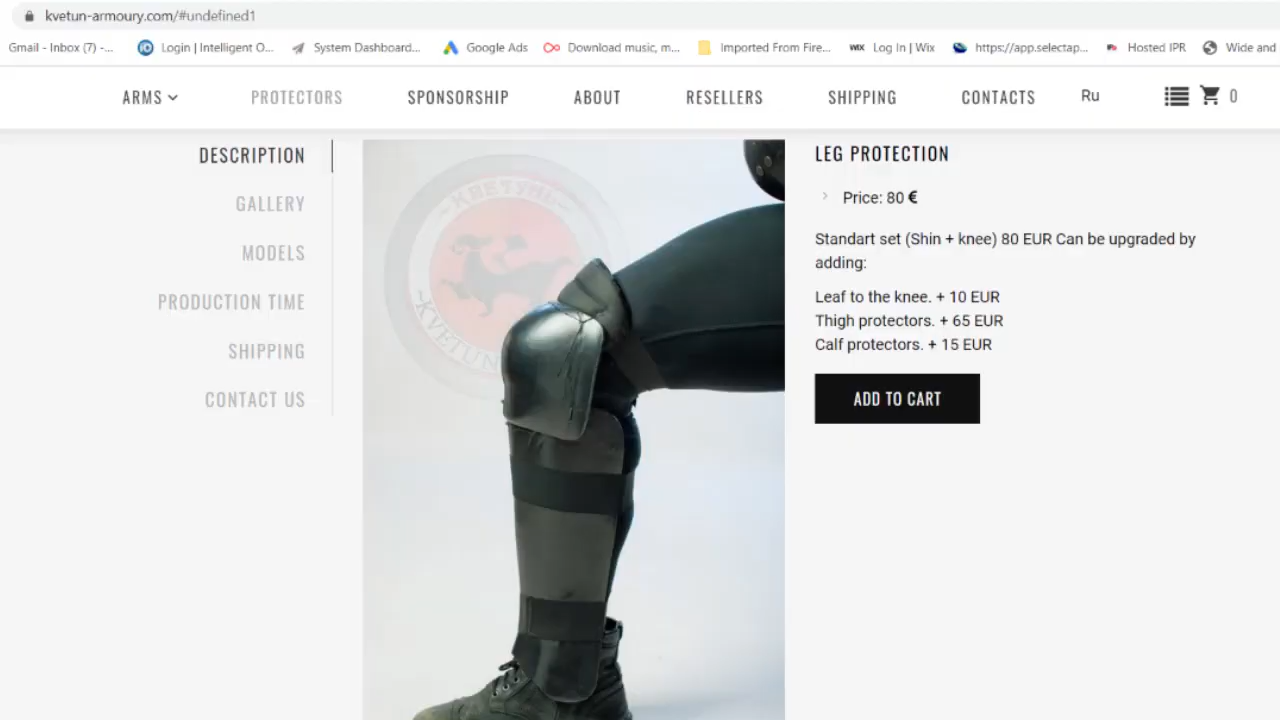 kvetun-armoury.com/#undefined1
Gmail - Inbox (7) -... Login | Intelligent O... System Dashboard... Google Ads Download music, m... Imported From Fire... WIX Log In | Wix https://app.selectap... Hosted IPR Wide and
ARMS PROTECTORS SPONSORSHIP ABOUT RESELLERS SHIPPING CONTACTS Ru 0
DESCRIPTION
GALLERY
MODELS
PRODUCTION TIME
SHIPPING
CONTACT US
КВЕТУНЬ
KVETUN
LEG PROTECTION
Price: 80 €
Standart set (Shin + knee) 80 EUR Can be upgraded by
adding:
Leaf to the knee. + 10 EUR
Thigh protectors. + 65 EUR
Calf protectors. + 15 EUR
ADD TO CART